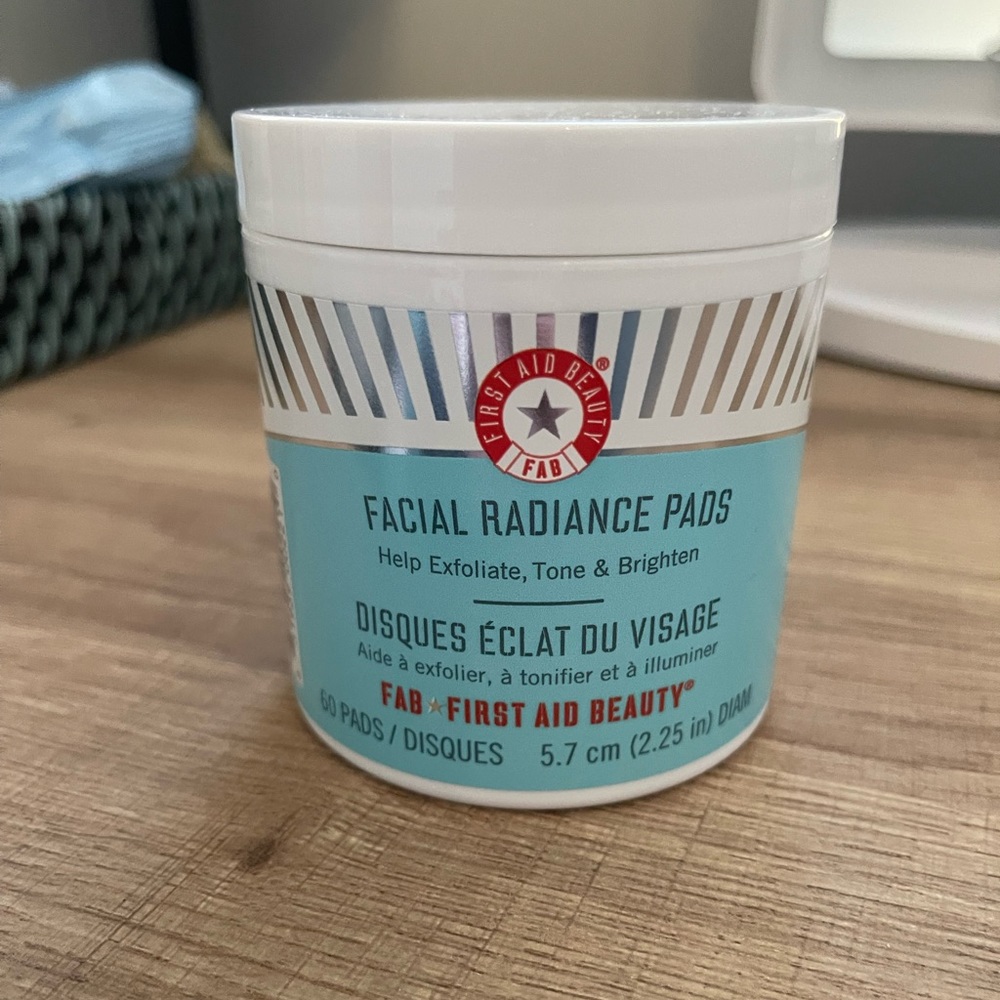 FIRST AID BEAUTY®
FAB
FACIAL RADIANCE PADS
Help Exfoliate, Tone & Brighten
DISQUES ÉCLAT DU VISAGE
Aide à exfolier, à tonifier et à illuminer
FAB FIRST AID BEAUTY®
60 PADS / DISQUES 5.7 cm (2.25 in) DIAM